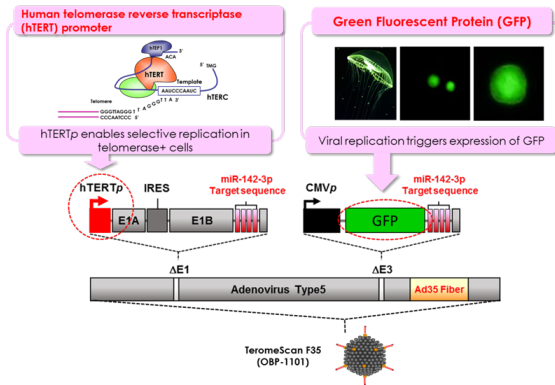 Human telomerase reverse transcriptase
(hTERT) promoter
hTEP1
ACA
5'
TMG
3'
hTERT
Template
AAUCCCAAUC
hTERC
Telomere
GGGTTAGGGTTAGGGTTA 3'
CCCAATCCC
5'
hTERTp enables selective replication in
telomerase+ cells
Green Fluorescent Protein (GFP)
Viral replication triggers expression of GFP
hTERTp
IRES
miR-142-3p
Target sequence
E1A
E1B
CMVp
miR-142-3p
Target sequence
GFP
ΔE1
ΔE3
Adenovirus Type5
Ad35 Fiber
TeromeScan F35
(OBP-1101)